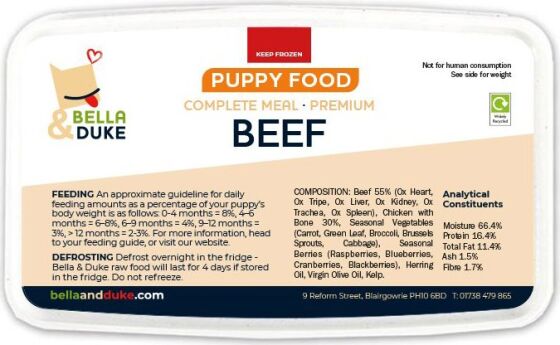 KEEP FROZEN
Not for human consumption
See side for weight
PUPPY FOOD
COMPLETE MEAL · PREMIUM
BEEF
BELLA
& DUKE
Widely
Recycled
FEEDING An approximate guideline for daily
feeding amounts as a percentage of your puppy's
body weight is as follows: 0-4 months = 8%, 4–6
months = 6–8%, 6–9 months = 4%, 9–12 months =
3%, > 12 months = 2-3%. For more information, head
to your feeding guide, or visit our website.
DEFROSTING Defrost overnight in the fridge -
Bella & Duke raw food will last for 4 days if stored
in the fridge. Do not refreeze.
COMPOSITION: Beef 55% (Ox Heart,
Ox Tripe, Ox Liver, Ox Kidney, Ox
Trachea, Ox Spleen), Chicken with
Bone 30%, Seasonal Vegetables
(Carrot, Green Leaf, Broccoli, Brussels
Sprouts, Cabbage), Seasonal
Berries (Raspberries, Blueberries,
Cranberries, Blackberries), Herring
Oil, Virgin Olive Oil, Kelp.
Analytical
Constituents
Moisture 66.4%
Protein 16.4%
Total Fat 11.4%
Ash 1.5%
Fibre 1.7%
bellaandduke.com
9 Reform Street, Blairgowrie PH10 6BD T: 01738 479 865